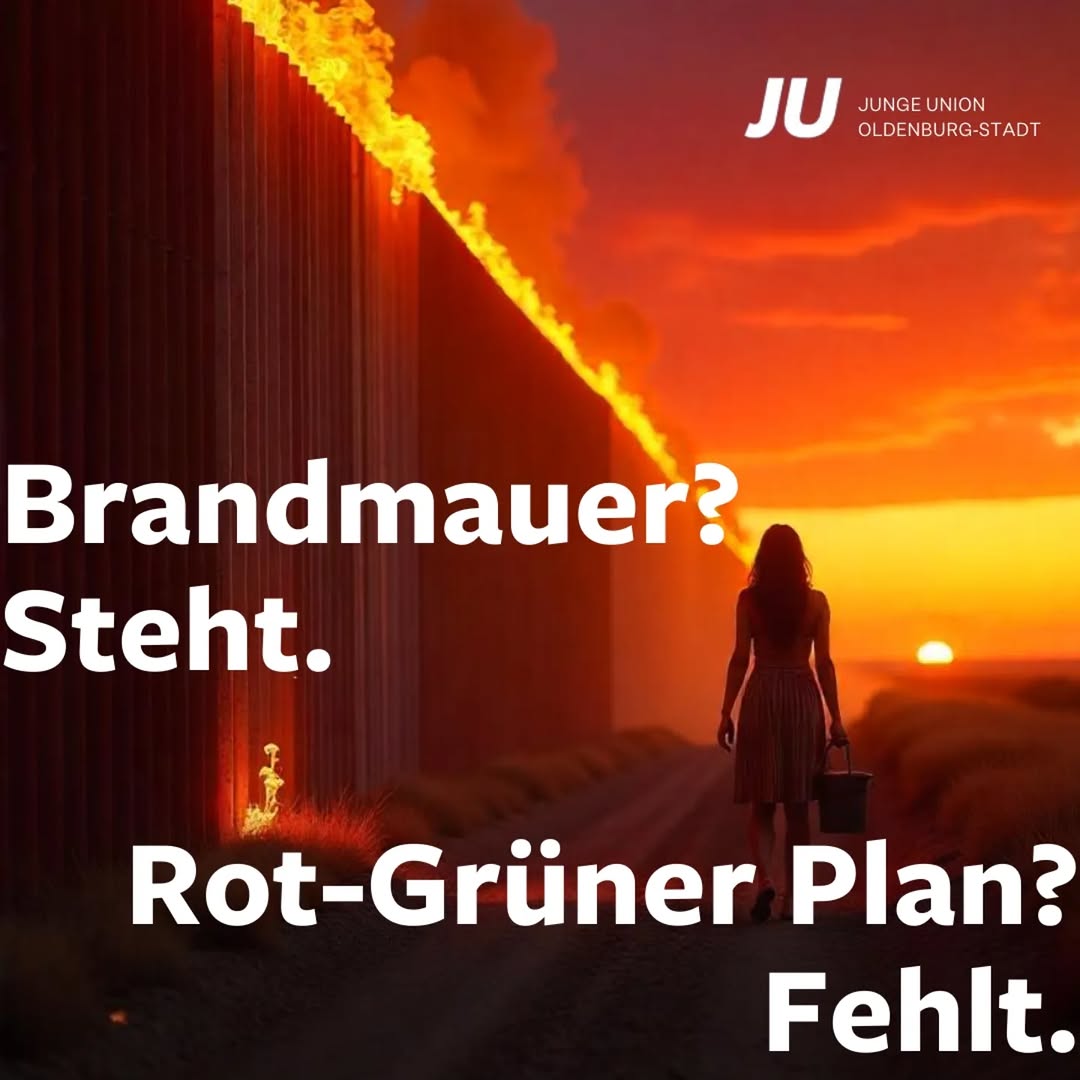 JU
JUNGE UNION
OLDENBURG-STADT
Brandmauer?
Steht.
Rot-Grüner Plan?
Fehlt.